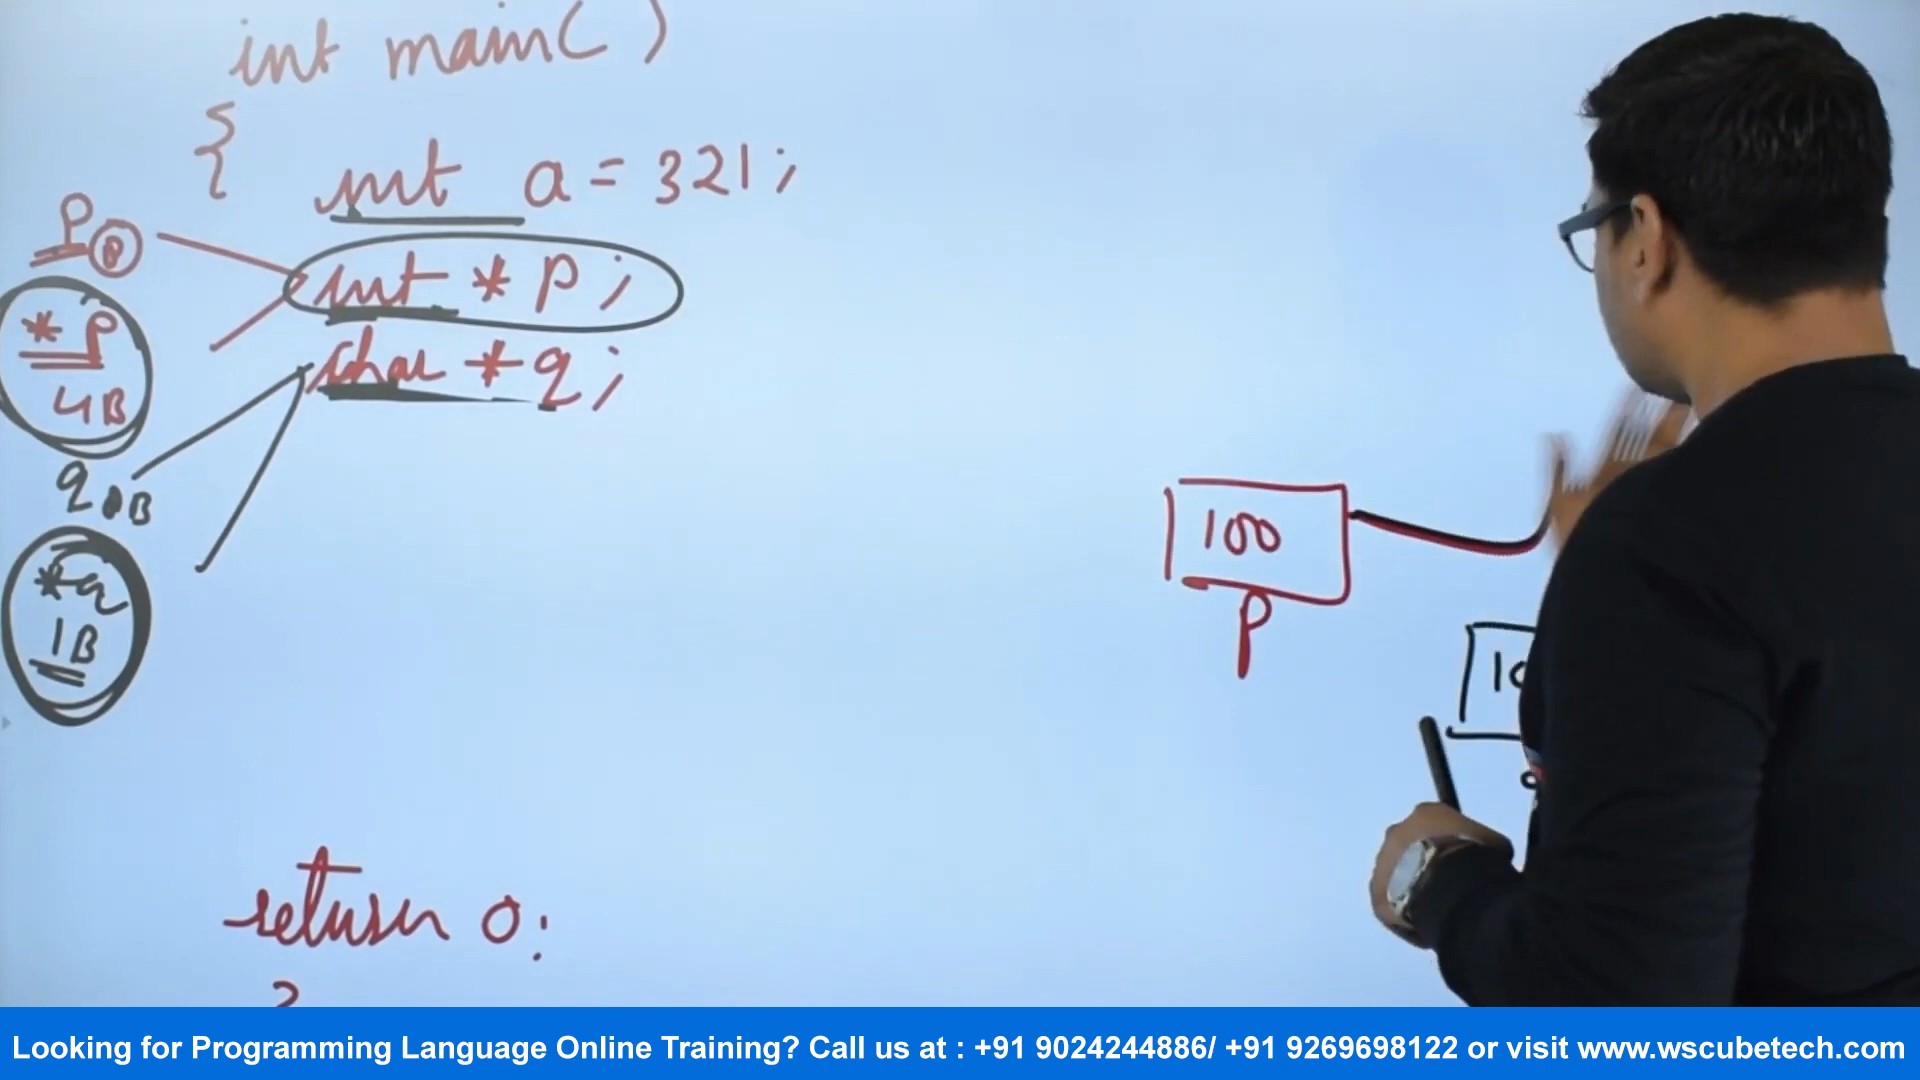 int main( )
{
int a = 321;
P
int * P;
* P
4B
char * q;
q
B
*q
1B
100
P
return 0;
Looking for Programming Language Online Training? Call us at : +91 9024244886/ +91 9269698122 or visit www.wscubetech.com